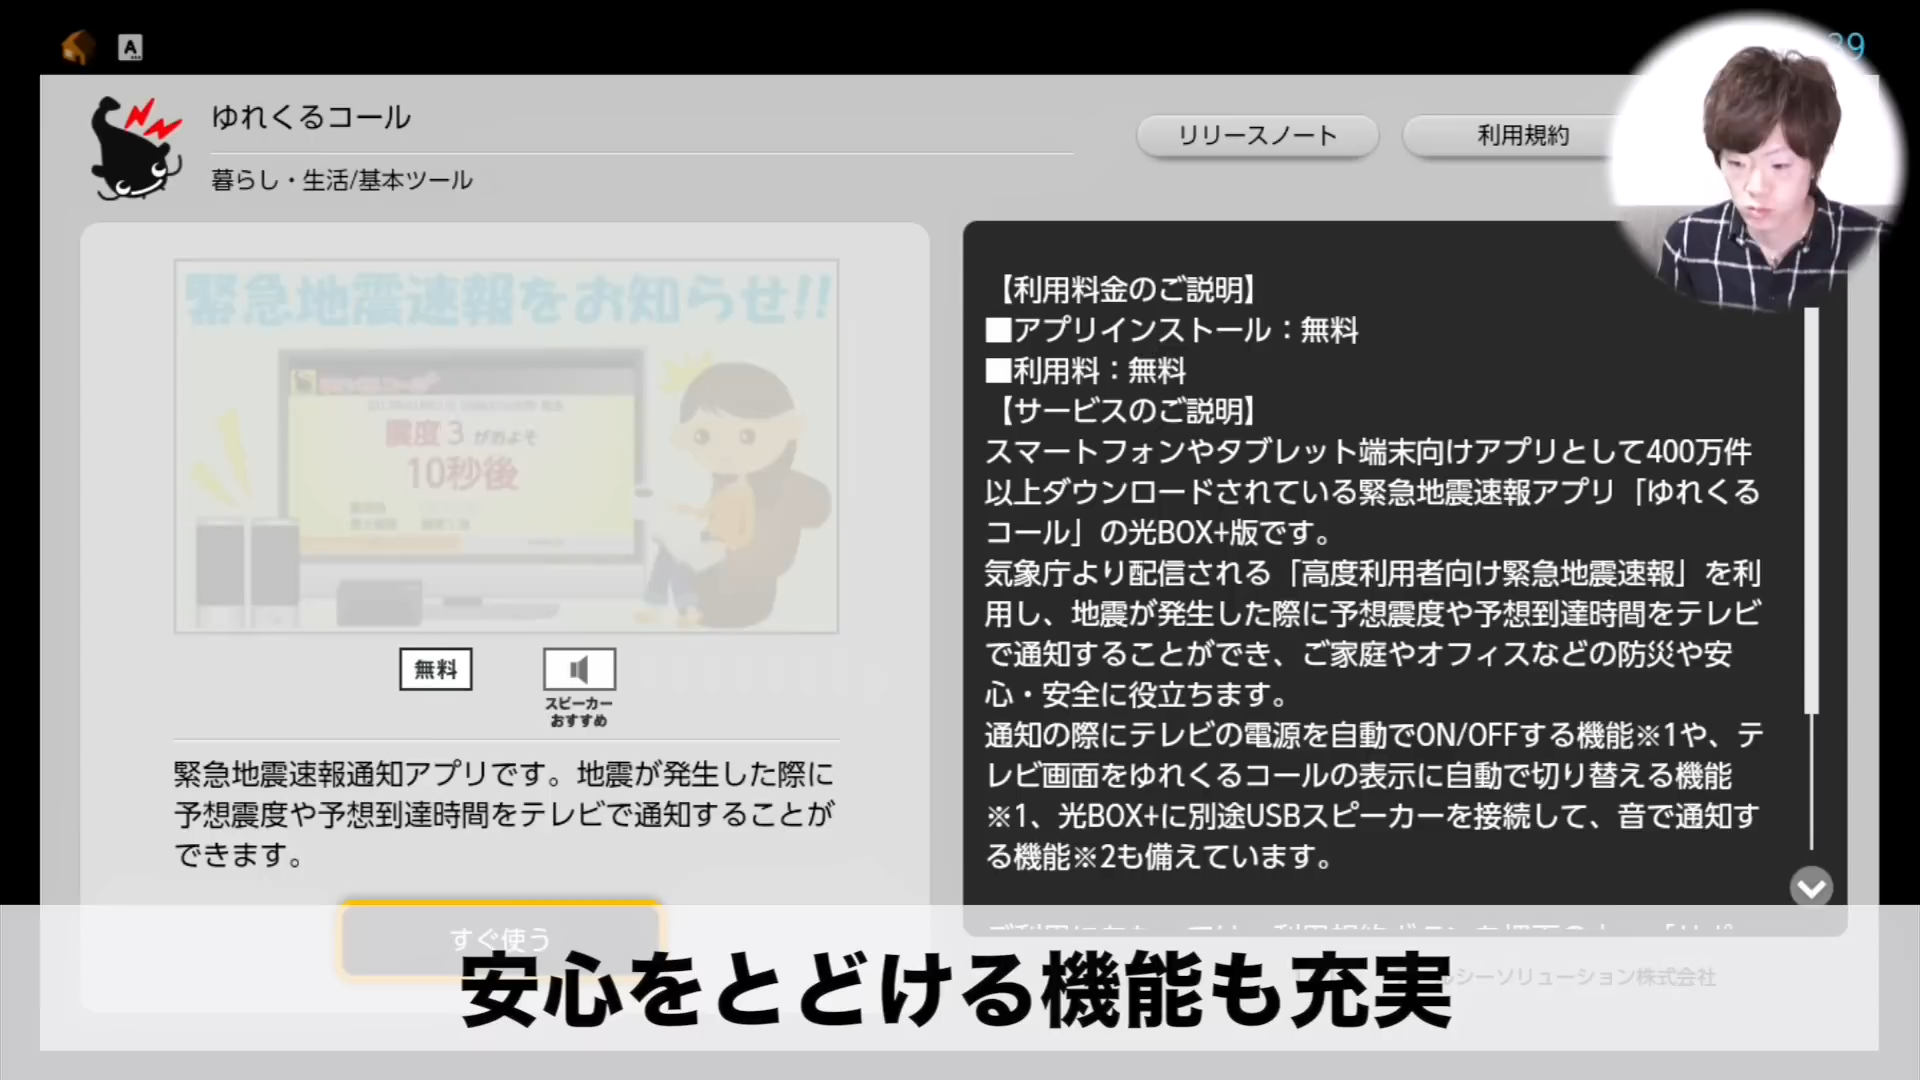 A
39
ゆれくるコール
暮らし・生活/基本ツール
リリースノート
利用規約
緊急地震速報をお知らせ!!
震度3 がおよそ
10秒後
無料
スピーカー
おすすめ
緊急地震速報通知アプリです。地震が発生した際に
予想震度や予想到達時間をテレビで通知することが
できます。
すぐ使う
【利用料金のご説明】
■アプリインストール：無料
■利用料：無料
【サービスのご説明】
スマートフォンやタブレット端末向けアプリとして400万件
以上ダウンロードされている緊急地震速報アプリ「ゆれくる
コール」の光BOX+版です。
気象庁より配信される「高度利用者向け緊急地震速報」を利
用し、地震が発生した際に予想震度や予想到達時間をテレビ
で通知することができ、ご家庭やオフィスなどの防災や安
心・安全に役立ちます。
通知の際にテレビの電源を自動でON/OFFする機能※1や、テ
レビ画面をゆれくるコールの表示に自動で切り替える機能
※1、光BOX+に別途USBスピーカーを接続して、音で通知す
る機能※2も備えています。
シーソリューション株式会社
安心をとどける機能も充実